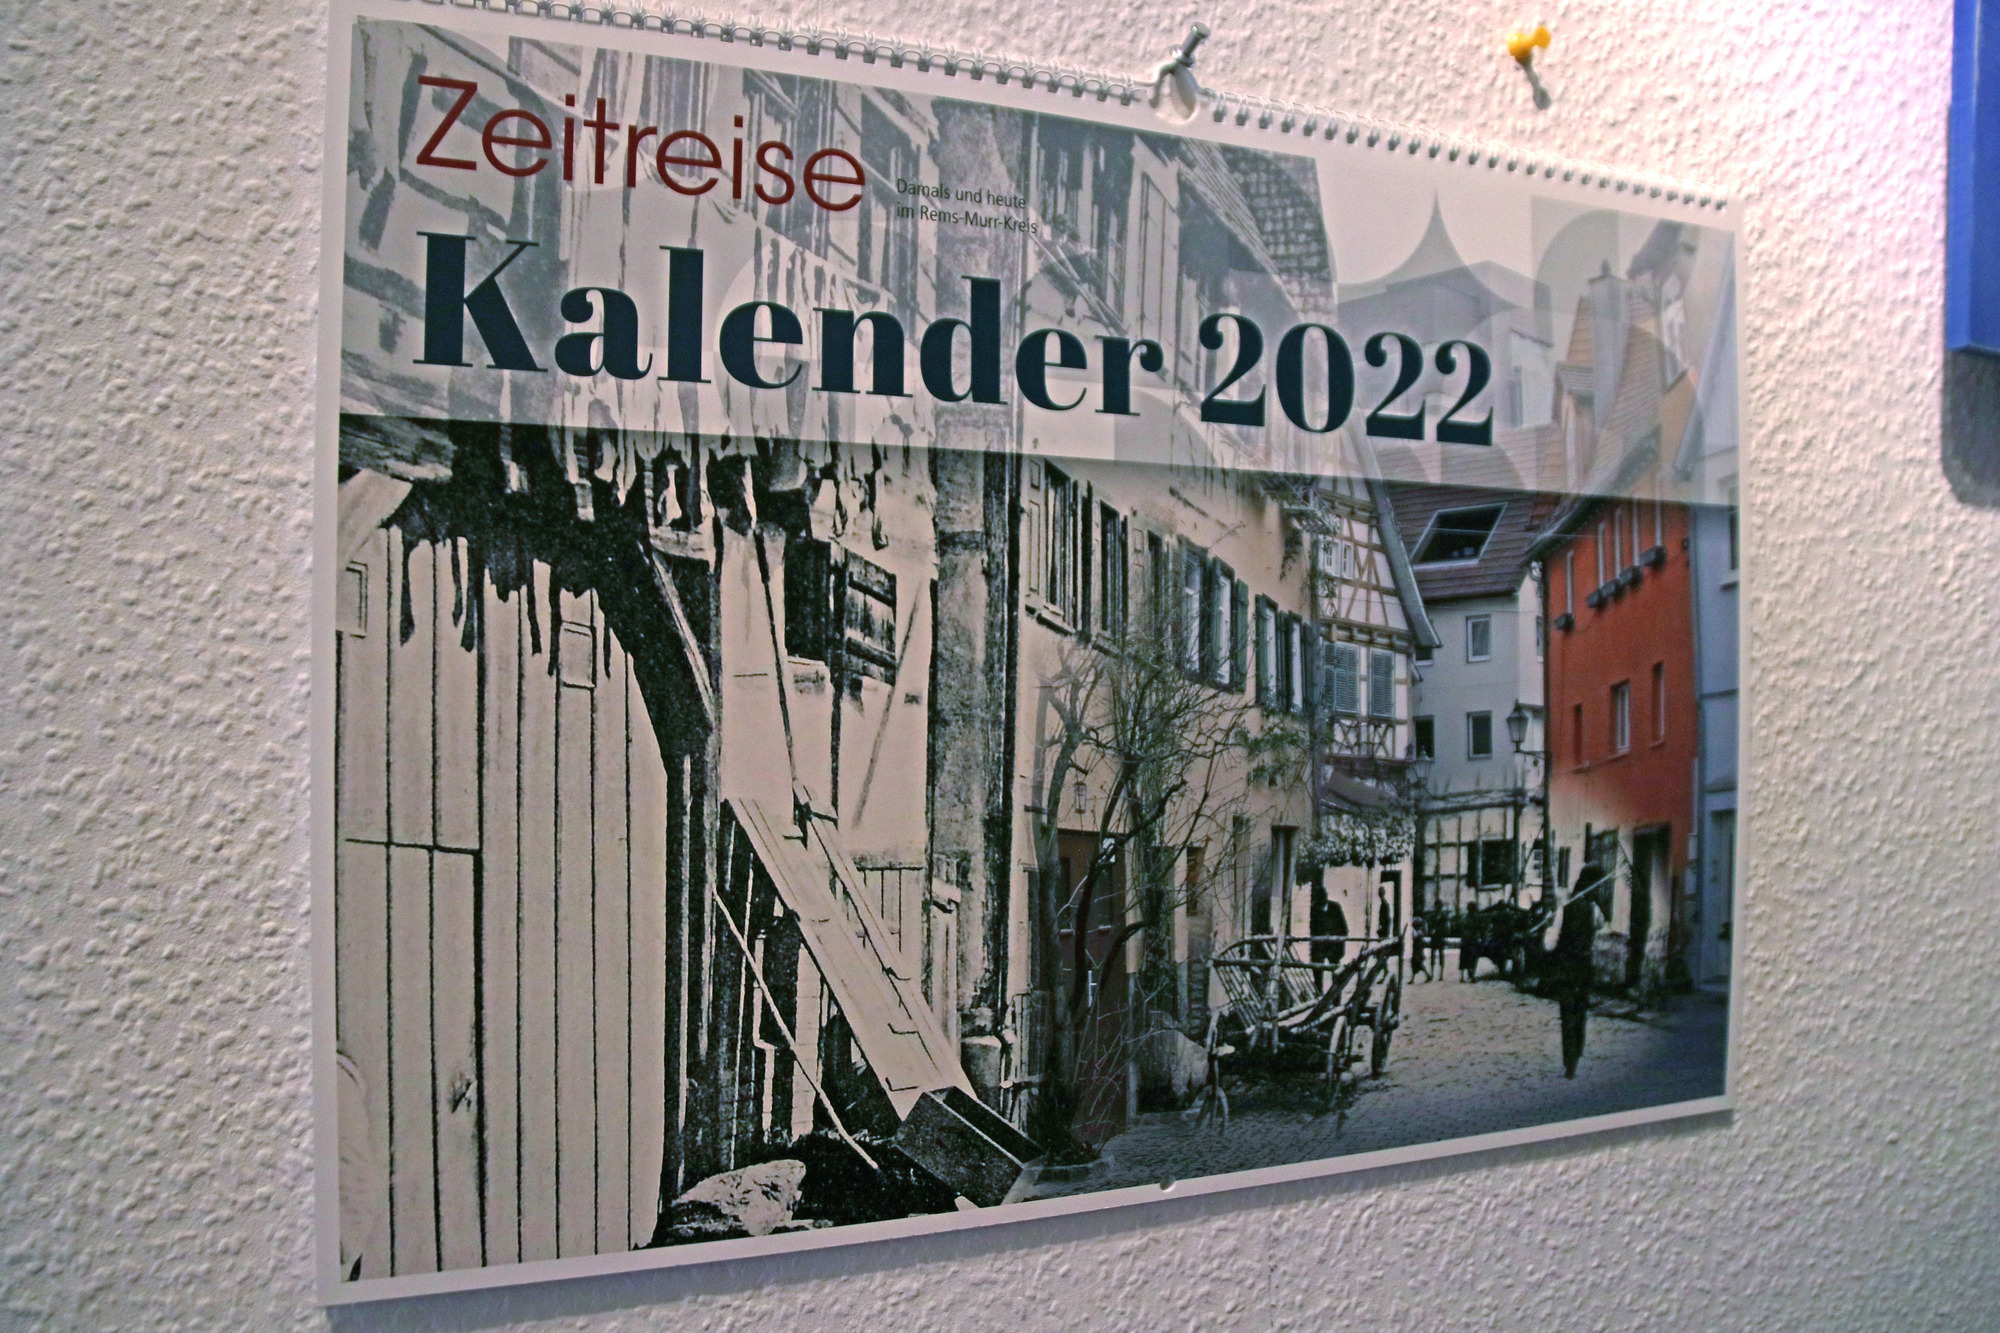 Zeitreise
Damals und heute
im Rems-Murr-Kreis
Kalender 2022